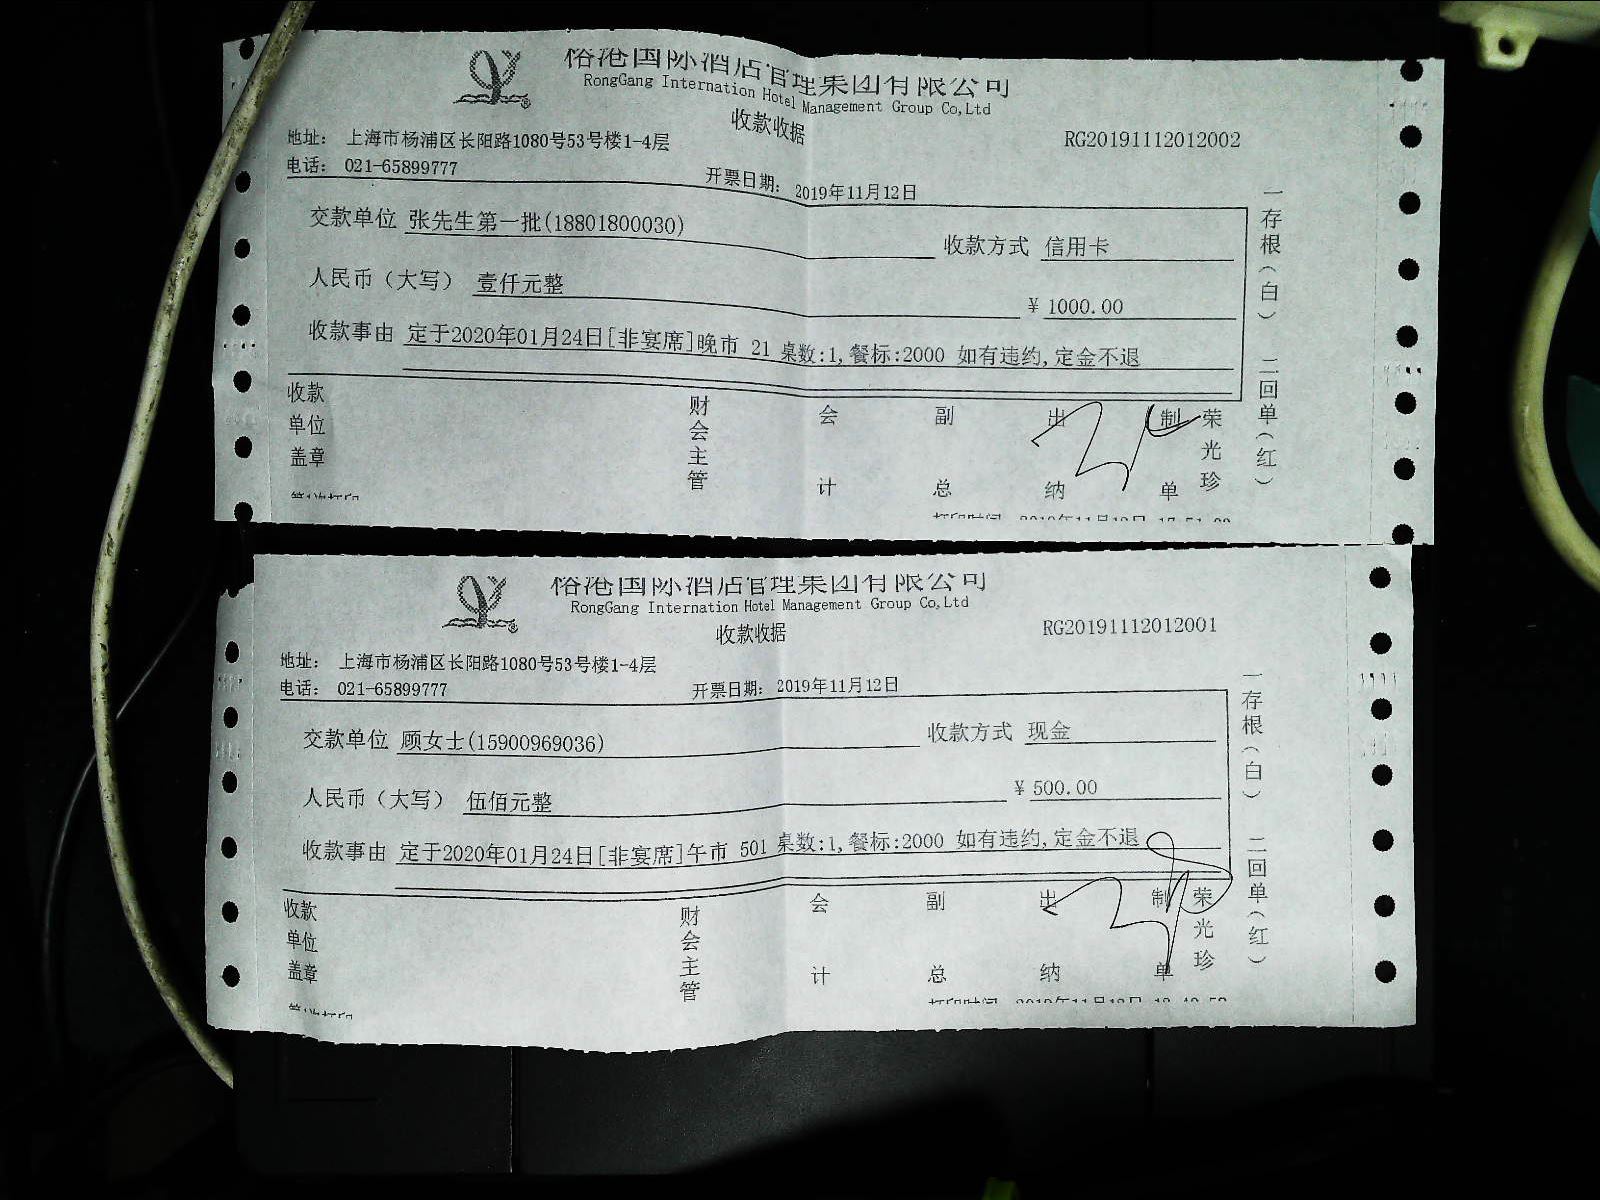 国际酒店管理集团有限公司
RongGang Internation Hotel Management Group Co,Ltd
收款收据
地址： 上海市杨浦区长阳路1080号53号楼1-4层
RG20191112012002
电话： 021-65899777
开票日期： 2019年11月12日
交款单位 张先生第一批(18801800030)
收款方式 信用卡
人民币（大写） 壹仟元整
¥ 1000.00
收款事由 定于2020年01月24日[非宴席]晚市 21 桌数:1,餐标:2000 如有违约,定金不退
收款单位盖章
财会主管
会计
副总
出纳
制单
荣光珍
一存根（白） 二回单（红）
国际酒店管理集团有限公司
RongGang Internation Hotel Management Group Co,Ltd
收款收据
RG20191112012001
地址： 上海市杨浦区长阳路1080号53号楼1-4层
电话： 021-65899777
开票日期： 2019年11月12日
交款单位 顾女士(15900969036)
收款方式 现金
人民币（大写） 伍佰元整
¥ 500.00
收款事由 定于2020年01月24日[非宴席]午市 501 桌数:1,餐标:2000 如有违约,定金不退
收款单位盖章
财会主管
会计
副总
出纳
制单
荣光珍
一存根（白） 二回单（红）